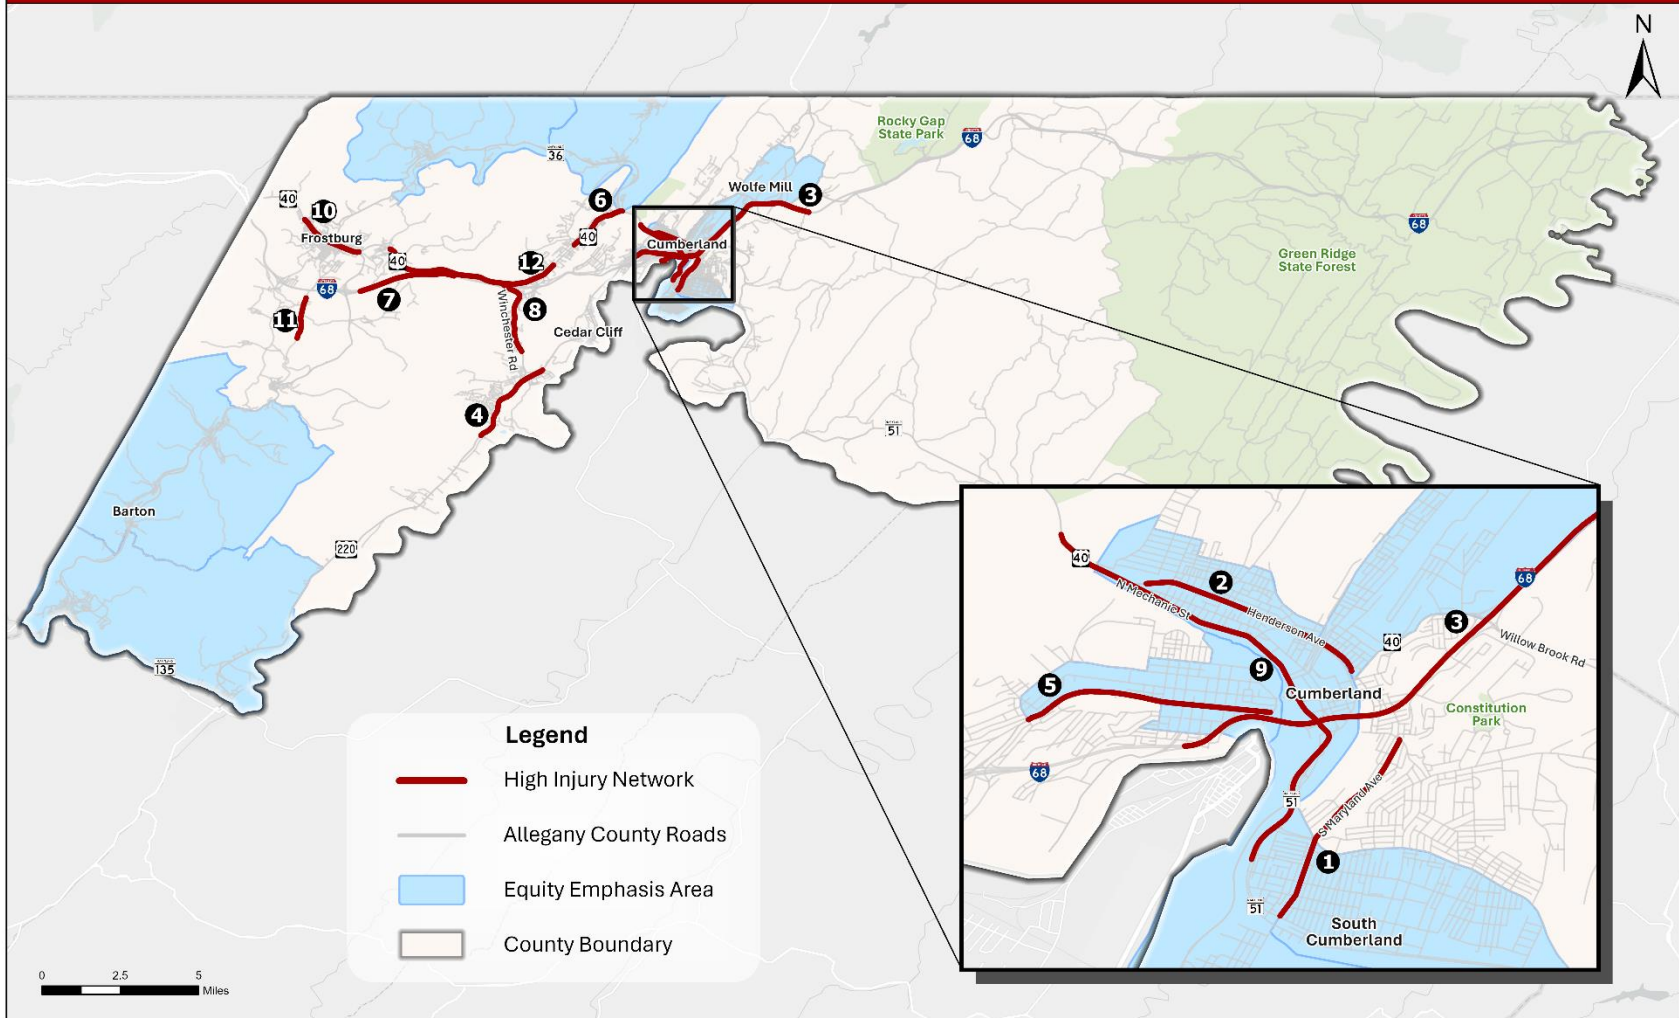 N
Rocky Gap
State Park
68
36
Wolfe Mill
3
40
10
6
68
Frostburg
40
Cumberland
40
12
Green Ridge
State Forest
68
7
8
11
Winchester Rd
Cedar Cliff
4
51
Barton
220
135
Legend
High Injury Network
Allegany County Roads
Equity Emphasis Area
County Boundary
0
2.5
5
Miles
40
2
68
N Mechanic St
Henderson Ave
3
40
Willow Brook Rd
9
5
Cumberland
Constitution
Park
68
51
S Maryland Ave
1
51
South
Cumberland